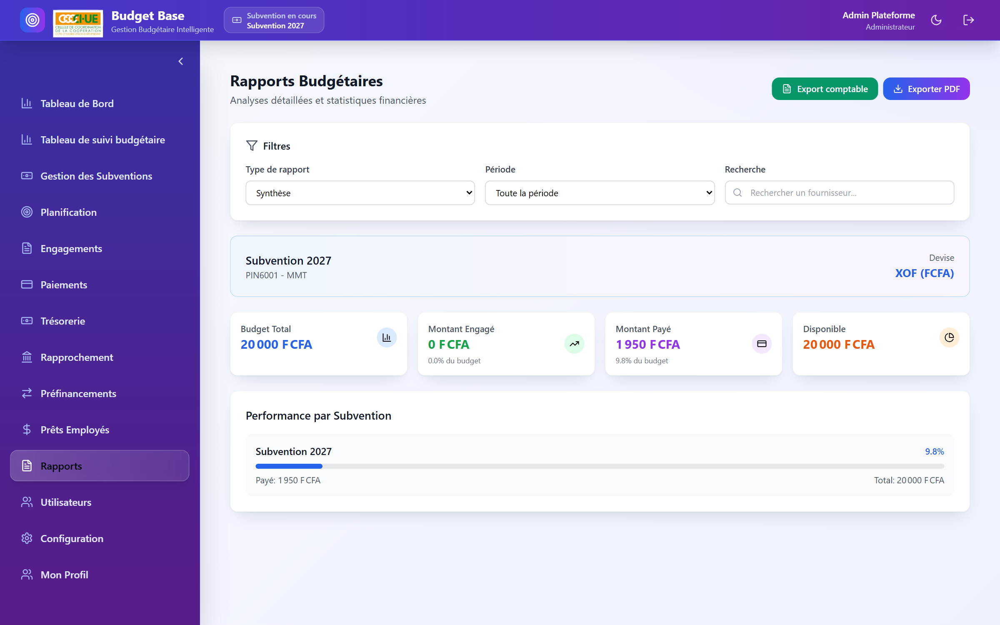 CECCI-UE
CELLULE DE COORDINATION
DE LA COOPERATION
COTE D'IVOIRE-UNION EUROPEENNE
Budget Base
Gestion Budgétaire Intelligente
Subvention en cours
Subvention 2027
Admin Plateforme
Administrateur
Tableau de Bord
Tableau de suivi budgétaire
Gestion des Subventions
Planification
Engagements
Paiements
Trésorerie
Rapprochement
Préfinancements
Prêts Employés
Rapports
Utilisateurs
Configuration
Mon Profil
Rapports Budgétaires
Analyses détaillées et statistiques financières
Export comptable
Exporter PDF
Filtres
Type de rapport
Synthèse
Période
Toute la période
Recherche
Rechercher un fournisseur...
Subvention 2027
PIN6001 - MMT
Devise
XOF (FCFA)
Budget Total
20 000 F CFA
Montant Engagé
0 F CFA
0.0% du budget
Montant Payé
1 950 F CFA
9.8% du budget
Disponible
20 000 F CFA
Performance par Subvention
Subvention 2027
9.8%
Payé: 1 950 F CFA
Total: 20 000 F CFA